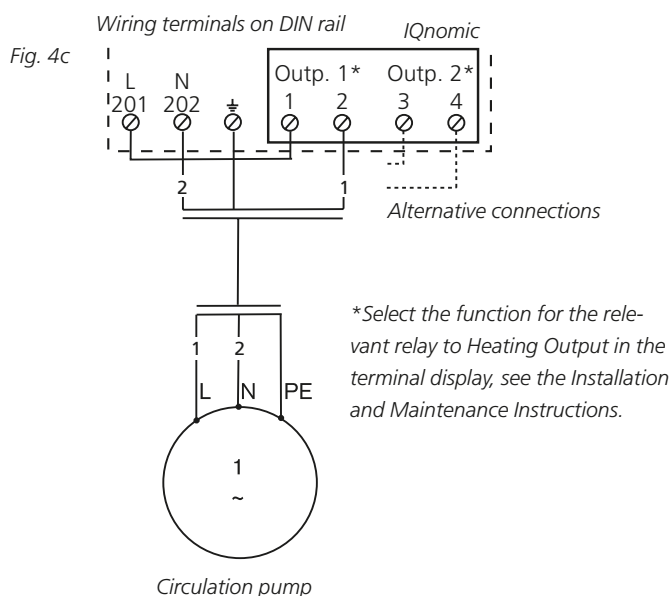 Wiring terminals on DIN rail
IQnomic
Fig. 4c
Outp. 1* Outp. 2*
L N
201 202 1 2 3 4
2 1
Alternative connections
*Select the function for the rele-
vant relay to Heating Output in the
terminal display, see the Installation
and Maintenance Instructions.
1 2
L N PE
1
~
Circulation pump